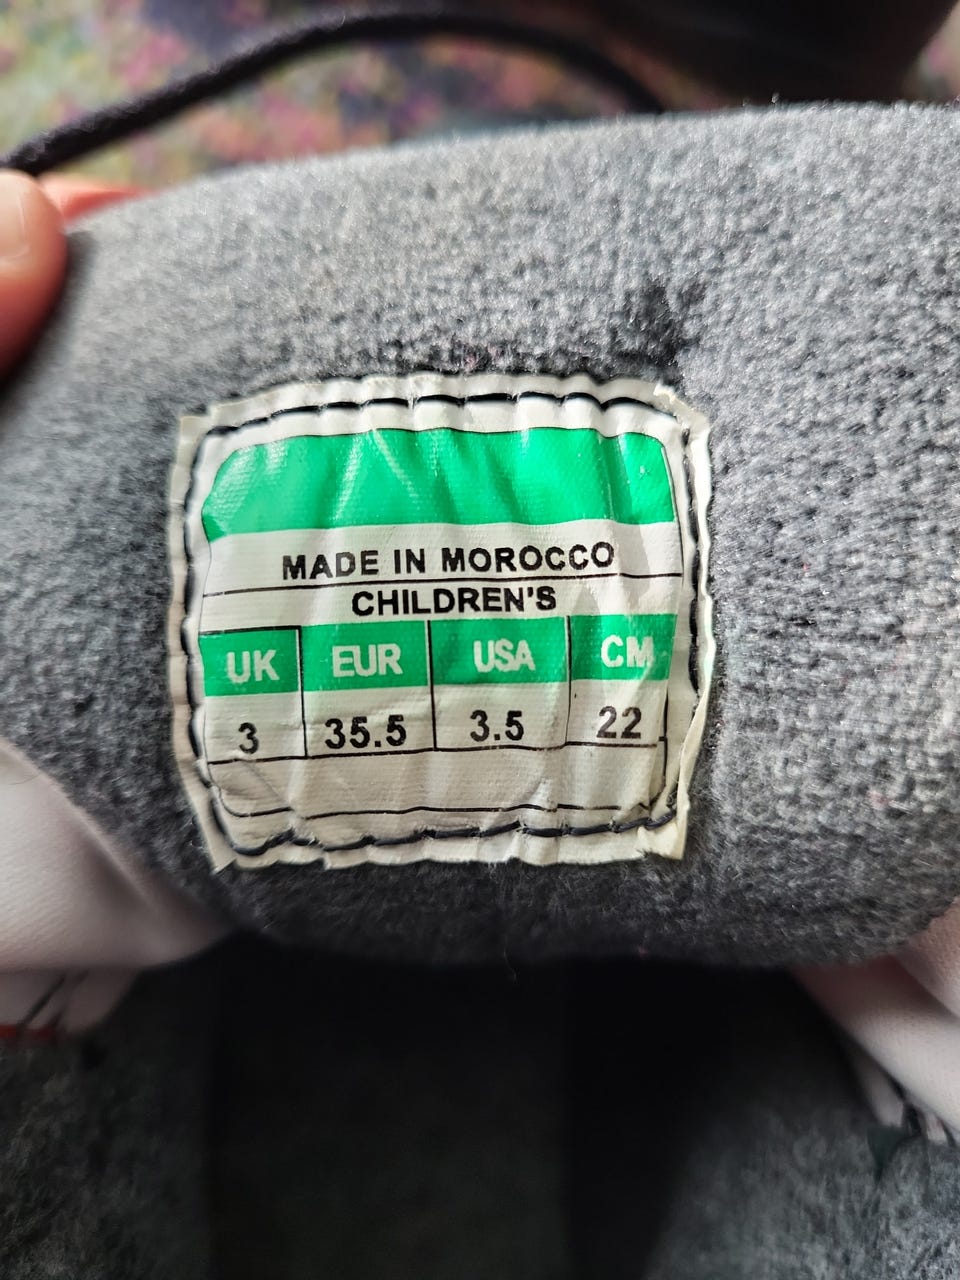 MADE IN MOROCCO
CHILDREN'S
UK EUR USA CM
3 35.5 3.5 22